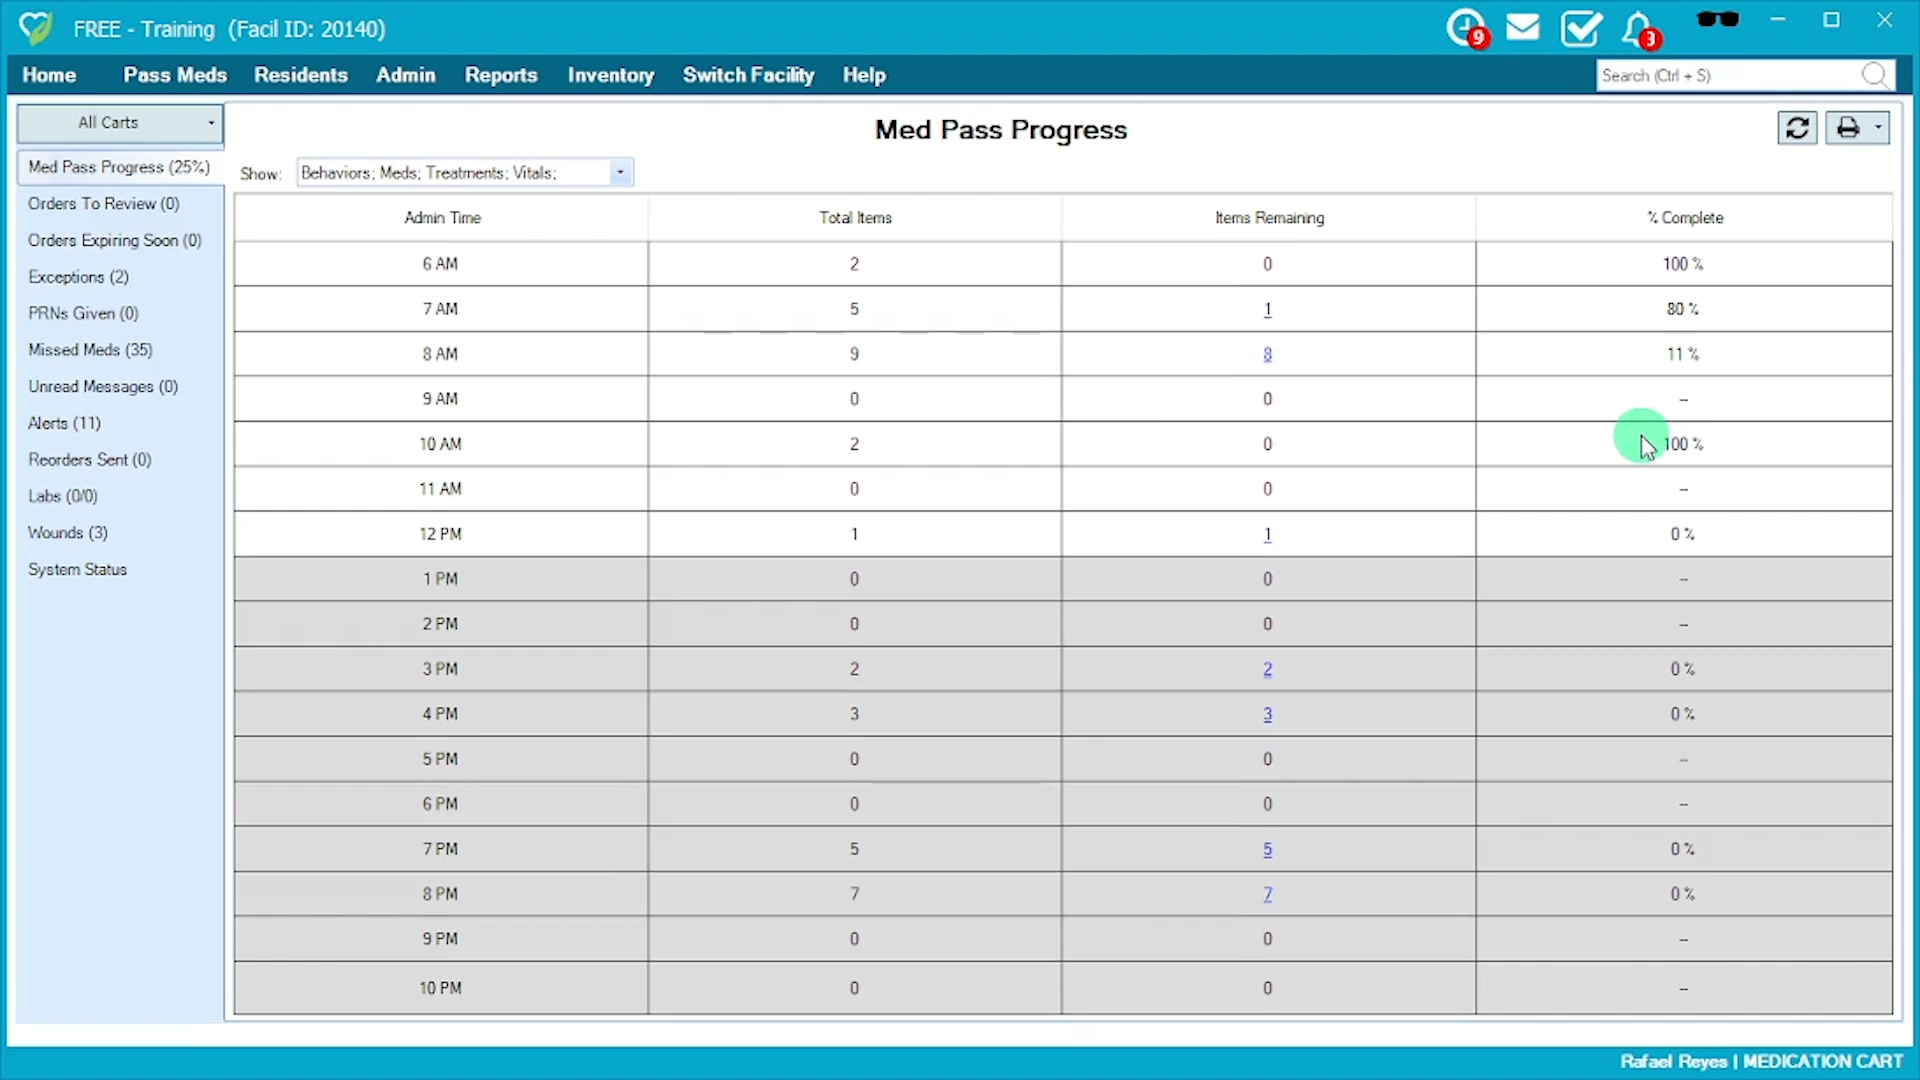 FREE - Training (Facil ID: 20140)
9
3
Home Pass Meds Residents Admin Reports Inventory Switch Facility Help
Search (Ctrl + S)
All Carts
Med Pass Progress (25%)
Orders To Review (0)
Orders Expiring Soon (0)
Exceptions (2)
PRNs Given (0)
Missed Meds (35)
Unread Messages (0)
Alerts (11)
Reorders Sent (0)
Labs (0/0)
Wounds (3)
System Status
Med Pass Progress
Show: Behaviors; Meds; Treatments; Vitals;
Admin Time Total Items Items Remaining % Complete
6 AM 2 0 100 %
7 AM 5 1 80 %
8 AM 9 8 11 %
9 AM 0 0 --
10 AM 2 0 100 %
11 AM 0 0 --
12 PM 1 1 0 %
1 PM 0 0 --
2 PM 0 0 --
3 PM 2 2 0 %
4 PM 3 3 0 %
5 PM 0 0 --
6 PM 0 0 --
7 PM 5 5 0 %
8 PM 7 7 0 %
9 PM 0 0 --
10 PM 0 0 --
Rafael Reyes | MEDICATION CART